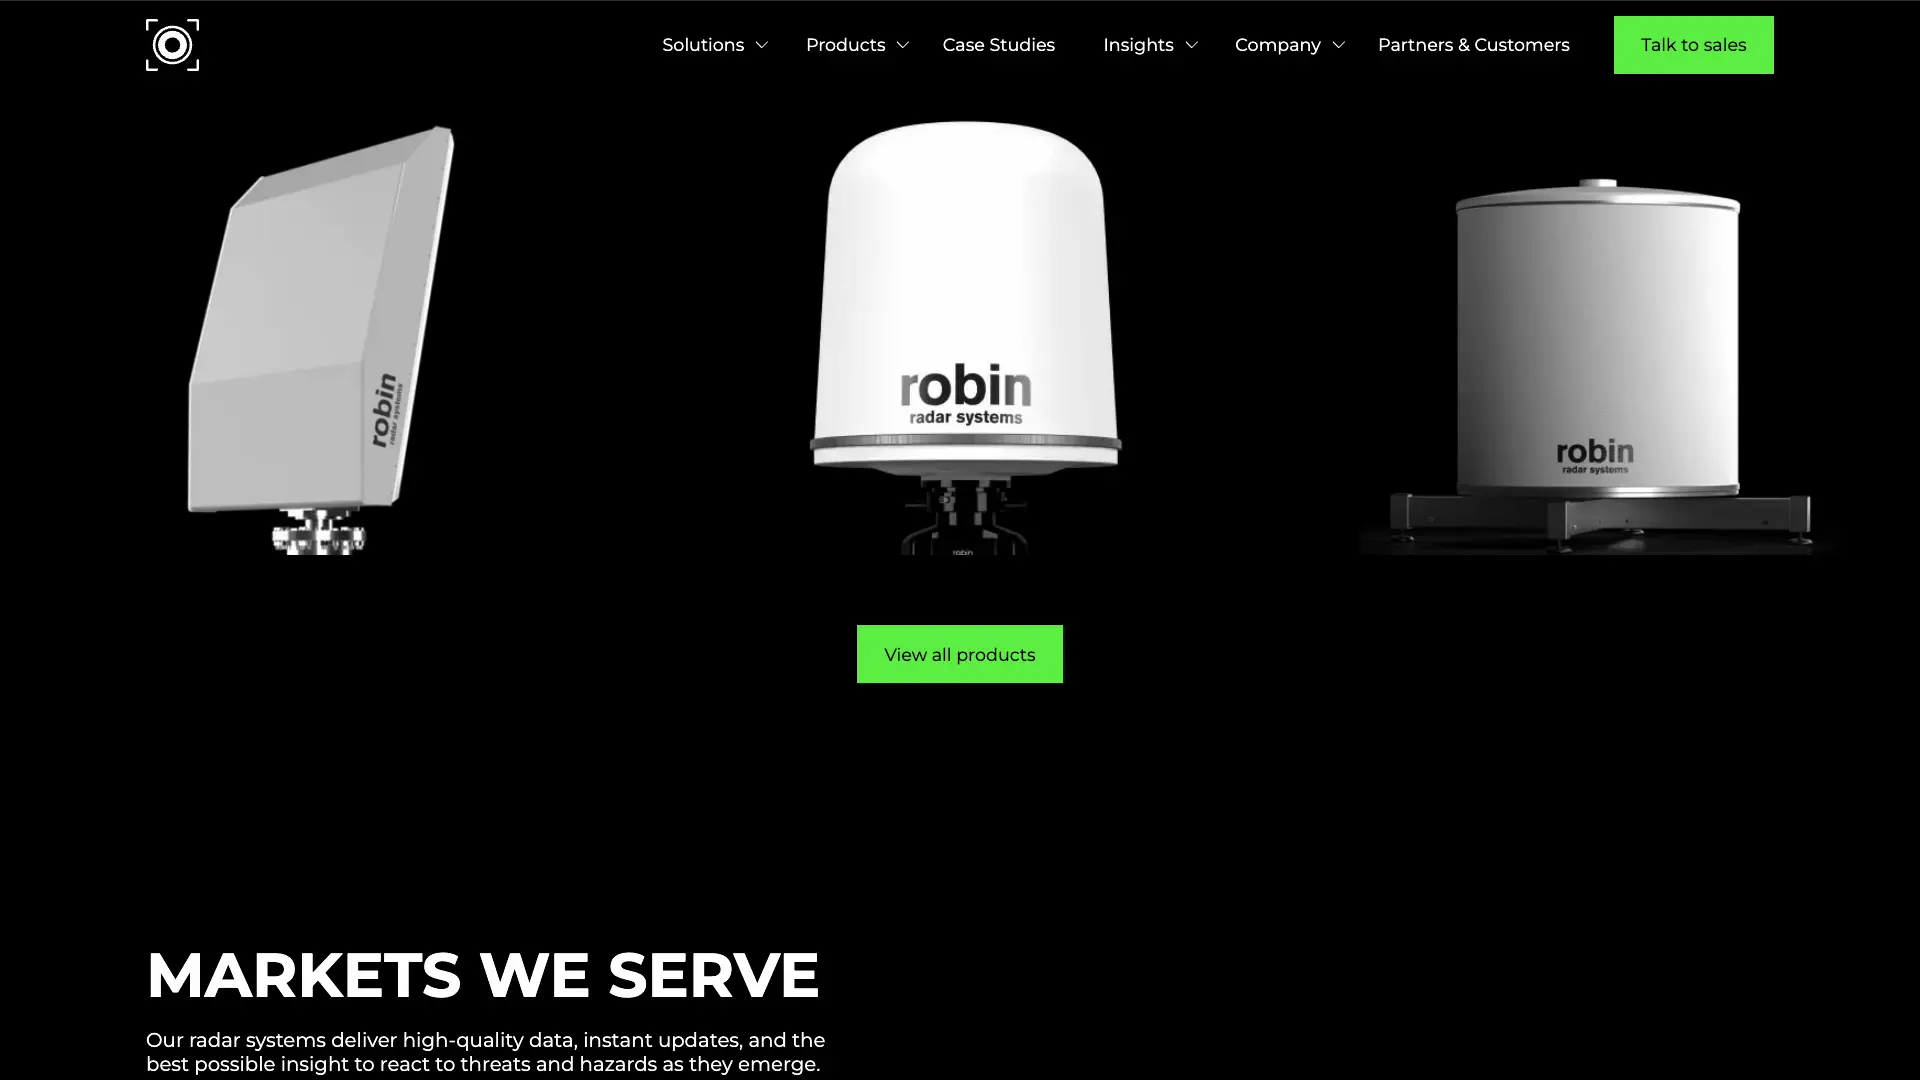 Solutions
Products
Case Studies
Insights
Company
Partners & Customers
Talk to sales
robin
radar systems
robin
radar systems
robin
robin
radar systems
View all products
MARKETS WE SERVE
Our radar systems deliver high-quality data, instant updates, and the
best possible insight to react to threats and hazards as they emerge.